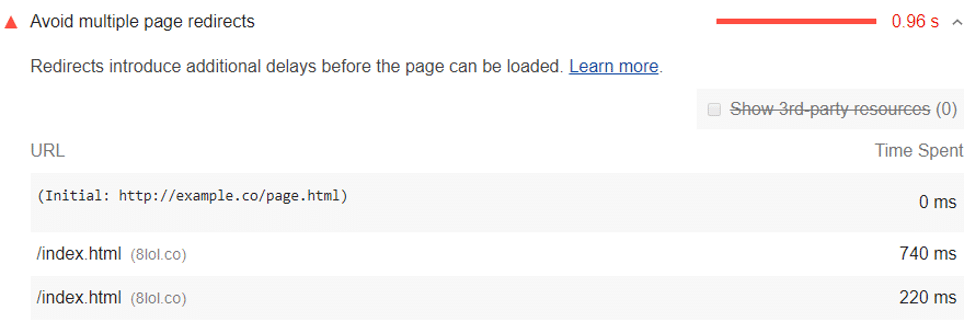 Avoid multiple page redirects 0.96 s
Redirects introduce additional delays before the page can be loaded. Learn more.
Show 3rd-party resources (0)
URL Time Spent
(Initial: http://example.co/page.html) 0 ms
/index.html (8lol.co) 740 ms
/index.html (8lol.co) 220 ms